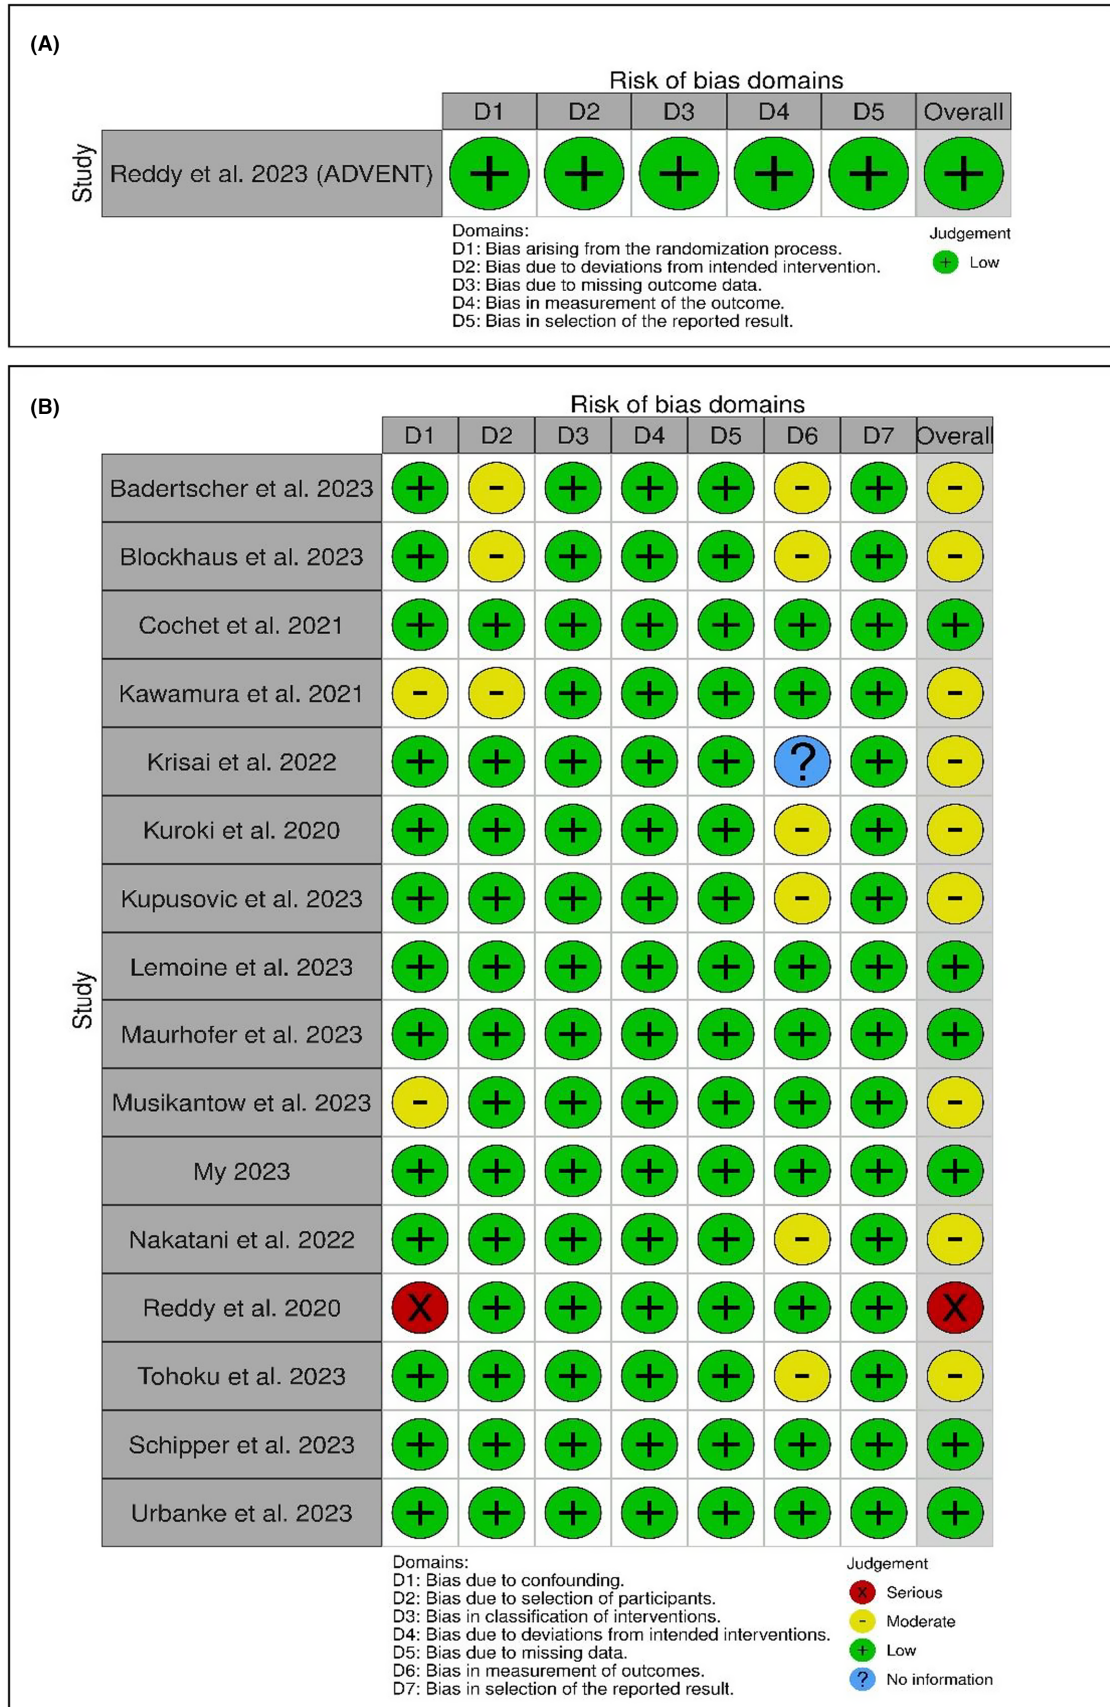 (A)
Risk of bias domains
D1 D2 D3 D4 D5 Overall
Study
Reddy et al. 2023 (ADVENT) + + + + + +
Domains:
D1: Bias arising from the randomization process.
D2: Bias due to deviations from intended intervention.
D3: Bias due to missing outcome data.
D4: Bias in measurement of the outcome.
D5: Bias in selection of the reported result.
Judgement
+ Low
(B)
Risk of bias domains
D1 D2 D3 D4 D5 D6 D7 Overall
Study
Badertscher et al. 2023 + - + + + - + -
Blockhaus et al. 2023 + - + + + - + -
Cochet et al. 2021 + + + + + + + +
Kawamura et al. 2021 - - + + + + + -
Krisai et al. 2022 + + + + + ? + -
Kuroki et al. 2020 + + + + + - + -
Kupusovic et al. 2023 + + + + + - + -
Lemoine et al. 2023 + + + + + + + +
Maurhofer et al. 2023 + + + + + + + +
Musikantow et al. 2023 - + + + + + + -
My 2023 + + + + + + + +
Nakatani et al. 2022 + + + + + - + -
Reddy et al. 2020 X + + + + + + X
Tohoku et al. 2023 + + + + + - + -
Schipper et al. 2023 + + + + + + + +
Urbanke et al. 2023 + + + + + + + +
Domains:
D1: Bias due to confounding.
D2: Bias due to selection of participants.
D3: Bias in classification of interventions.
D4: Bias due to deviations from intended interventions.
D5: Bias due to missing data.
D6: Bias in measurement of outcomes.
D7: Bias in selection of the reported result.
Judgement
X Serious
- Moderate
+ Low
? No information